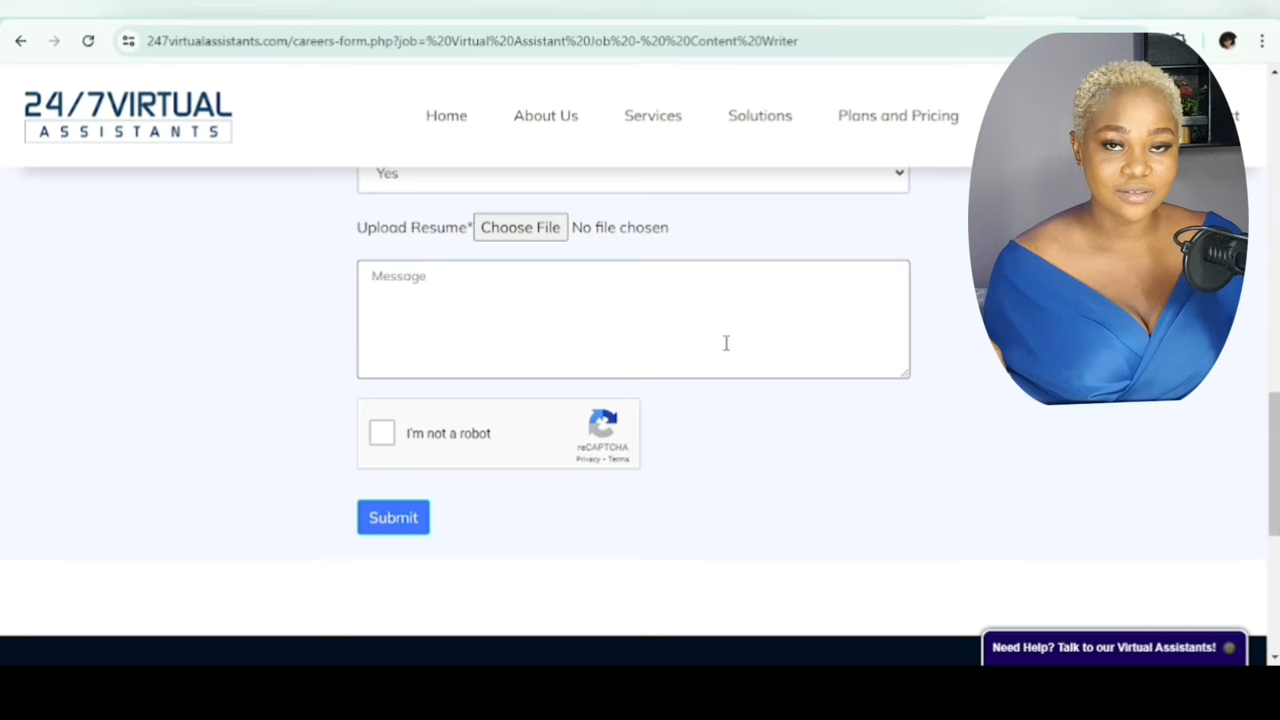 247virtualassistants.com/careers-form.php?job=%20Virtual%20Assistant%20Job%20-%20%20Content%20Writer
24/7VIRTUAL
ASSISTANTS
Home
About Us
Services
Solutions
Plans and Pricing
Yes
Upload Resume* Choose File No file chosen
Message
I'm not a robot
reCAPTCHA
Privacy - Terms
Submit
Need Help? Talk to our Virtual Assistants!